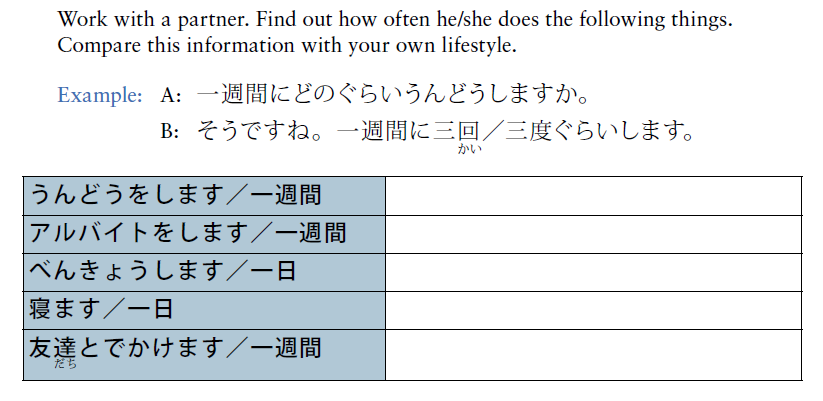 Work with a partner. Find out how often he/she does the following things.
Compare this information with your own lifestyle.
Example: A: 一週間にどのぐらいうんどうしますか。
B: そうですね。一週間に三回／三度ぐらいします。
かい
うんどうをします／一週間
アルバイトをします／一週間
べんきょうします／一日
寝ます／一日
友達とでかけます／一週間
だち